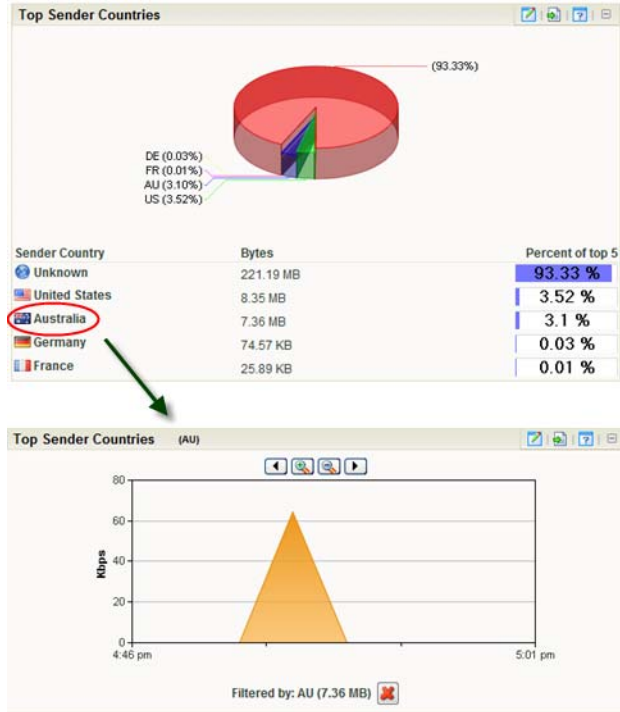 Top Sender Countries
(93.33%)
DE (0.03%)
FR (0.01%)
AU (3.10%)
US (3.52%)
Sender Country Bytes Percent of top 5
Unknown 221.19 MB 93.33 %
United States 8.35 MB 3.52 %
Australia 7.36 MB 3.1 %
Germany 74.57 KB 0.03 %
France 25.89 KB 0.01 %
Top Sender Countries (AU)
80
60
Kbps
40
20
0
4:46 pm 5:01 pm
Filtered by: AU (7.36 MB)